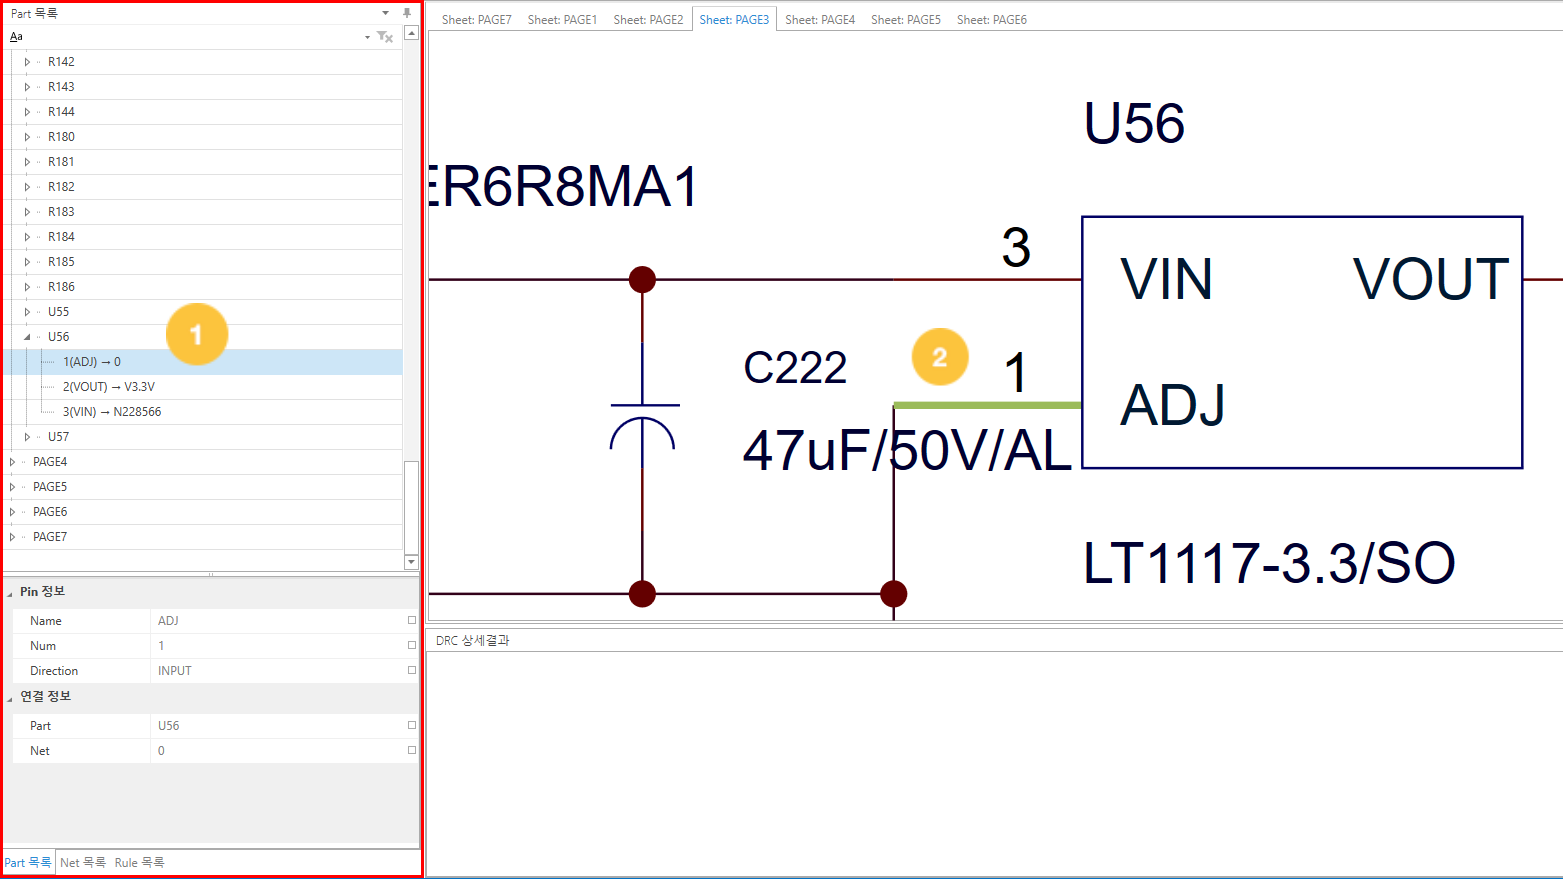 Part 목록
Aa
R142
R143
R144
R180
R181
R182
R183
R184
R185
R186
U55
U56
1(ADJ) → 0
2(VOUT) → V3.3V
3(VIN) → N228566
U57
PAGE4
PAGE5
PAGE6
PAGE7
1
Pin 정보
Name ADJ
Num 1
Direction INPUT
연결 정보
Part U56
Net 0
Part 목록 Net 목록 Rule 목록
Sheet: PAGE7 Sheet: PAGE1 Sheet: PAGE2 Sheet: PAGE3 Sheet: PAGE4 Sheet: PAGE5 Sheet: PAGE6
U56
ER6R8MA1
3
VIN VOUT
C222
2
1
ADJ
47uF/50V/AL
LT1117-3.3/SO
DRC 상세결과